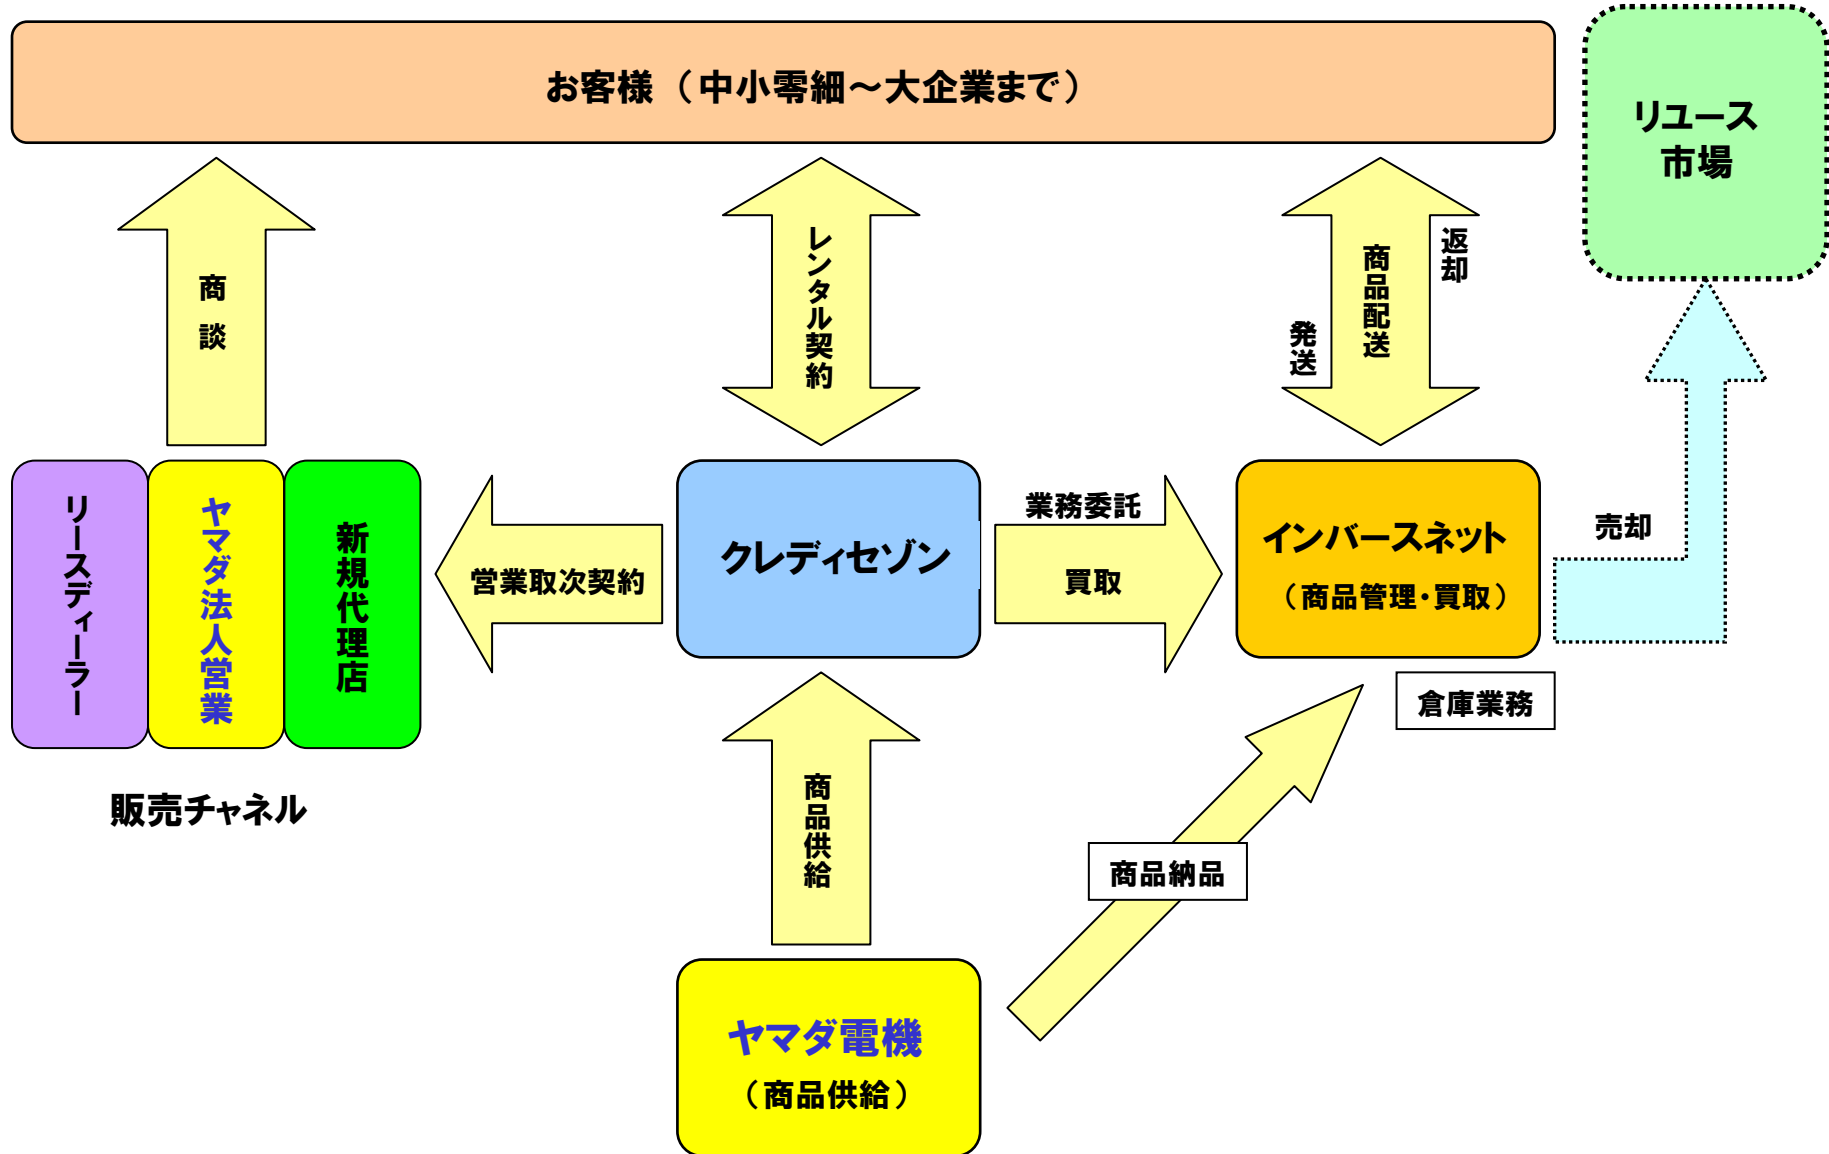 お客様（中小零細～大企業まで）
リユース
市場
商談
レンタル契約
商品配送
返却
発送
リースディーラー
ヤマダ法人営業
新規代理店
営業取次契約
クレディセゾン
業務委託
買取
インバースネット
（商品管理・買取）
売却
倉庫業務
販売チャネル
商品供給
商品納品
ヤマダ電機
（商品供給）